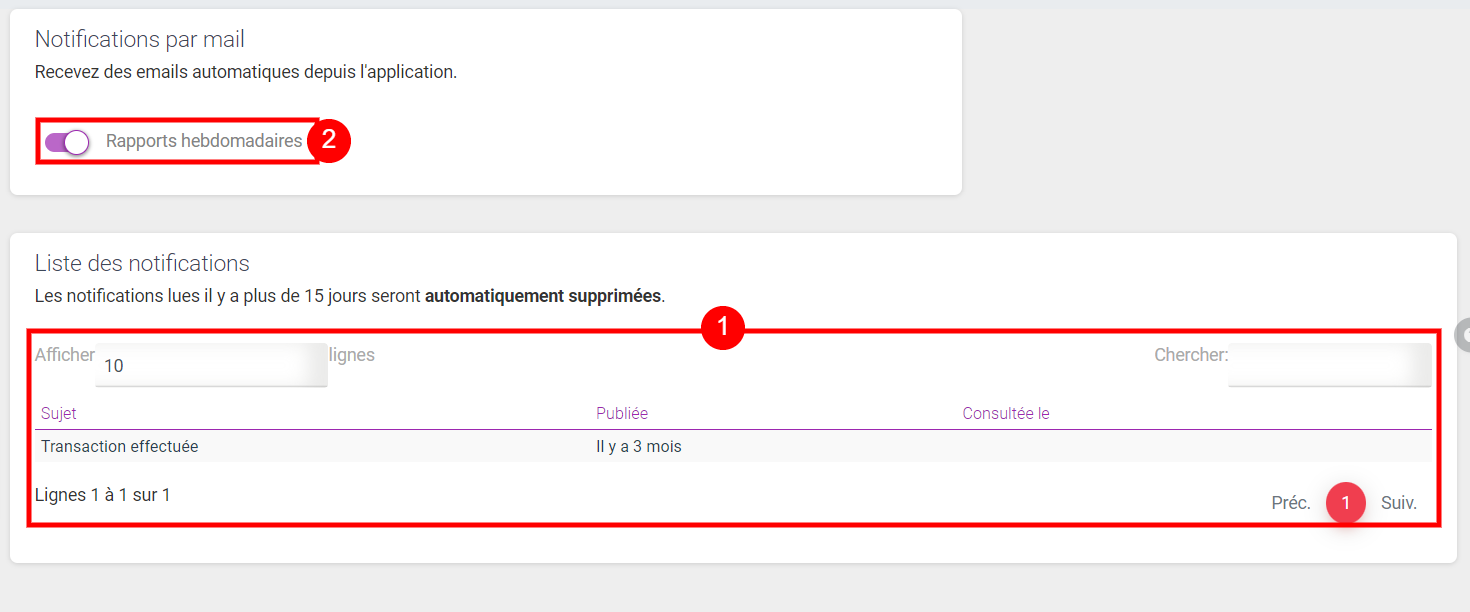 Notifications par mail
Recevez des emails automatiques depuis l'application.
Rapports hebdomadaires 2
Liste des notifications
Les notifications lues il y a plus de 15 jours seront automatiquement supprimées.
1
Afficher 10 lignes Chercher:
Sujet Publiée Consultée le
Transaction effectuée Il y a 3 mois
Lignes 1 à 1 sur 1
Préc. 1 Suiv.